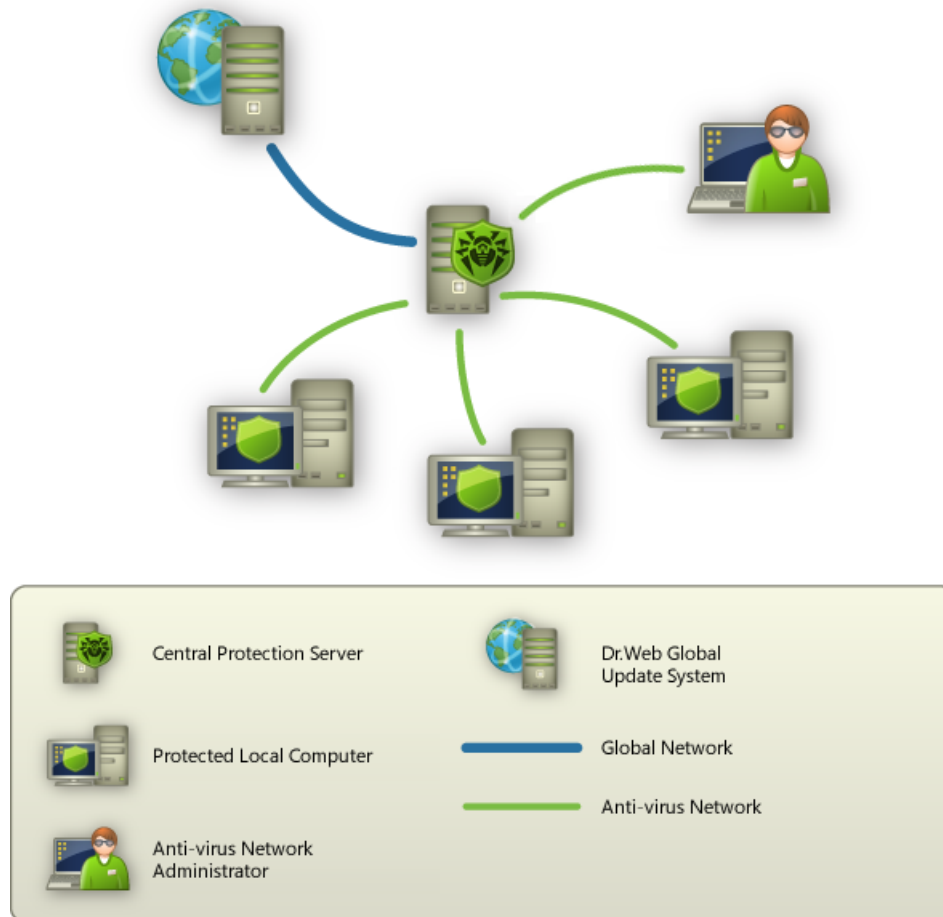 Central Protection Server
Dr.Web Global
Update System
Protected Local Computer
Global Network
Anti-virus Network
Anti-virus Network
Administrator